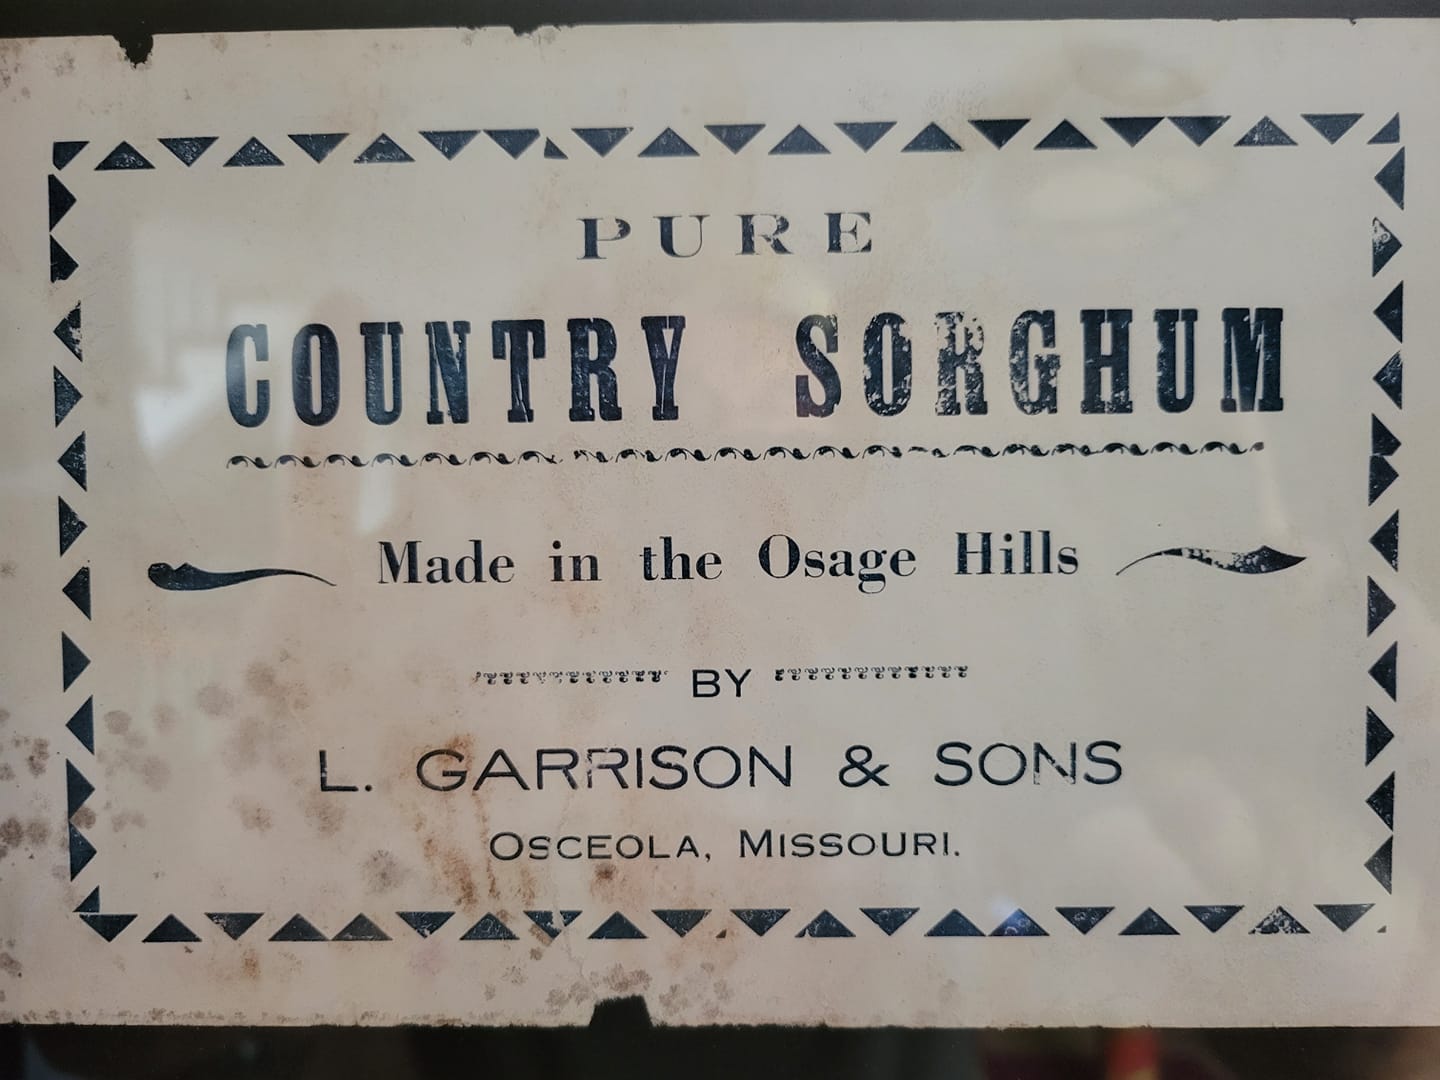 PURE
COUNTRY SORGHUM
Made in the Osage Hills
BY
L. GARRISON & SONS
OSCEOLA, MISSOURI.